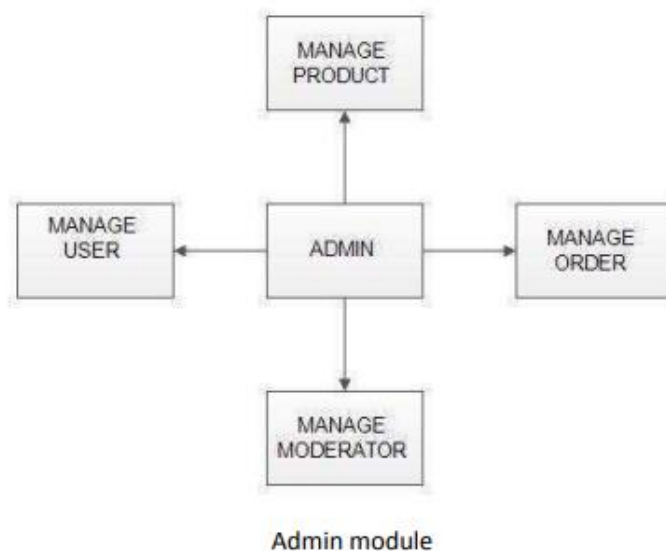 MANAGE
PRODUCT
MANAGE
USER
ADMIN
MANAGE
ORDER
MANAGE
MODERATOR
Admin module